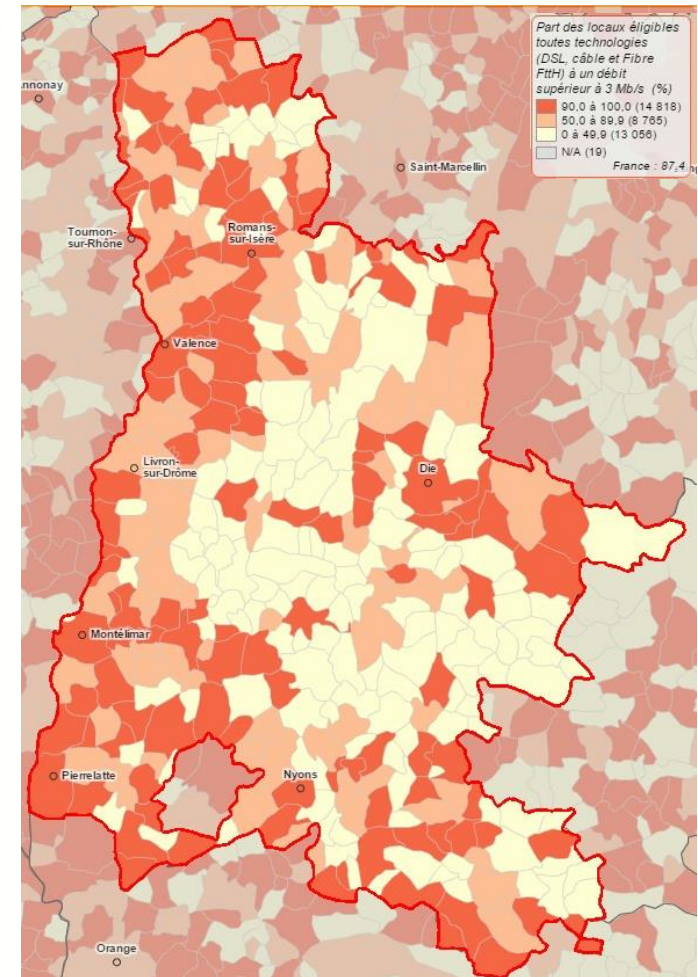 Part des locaux éligibles
toutes technologies
(DSL, câble et Fibre
FttH) à un débit
supérieur à 3 Mb/s (%)
90,0 à 100,0 (14 818)
50,0 à 89,9 (8 765)
0 à 49,9 (13 056)
N/A (19)
France : 87,4
nnonay
Saint-Marcellin
Tournon-
sur-Rhône
Romans-
sur-Isère
Valence
Livron-
sur-Drôme
Die
Montélimar
Pierrelatte
Nyons
Orange